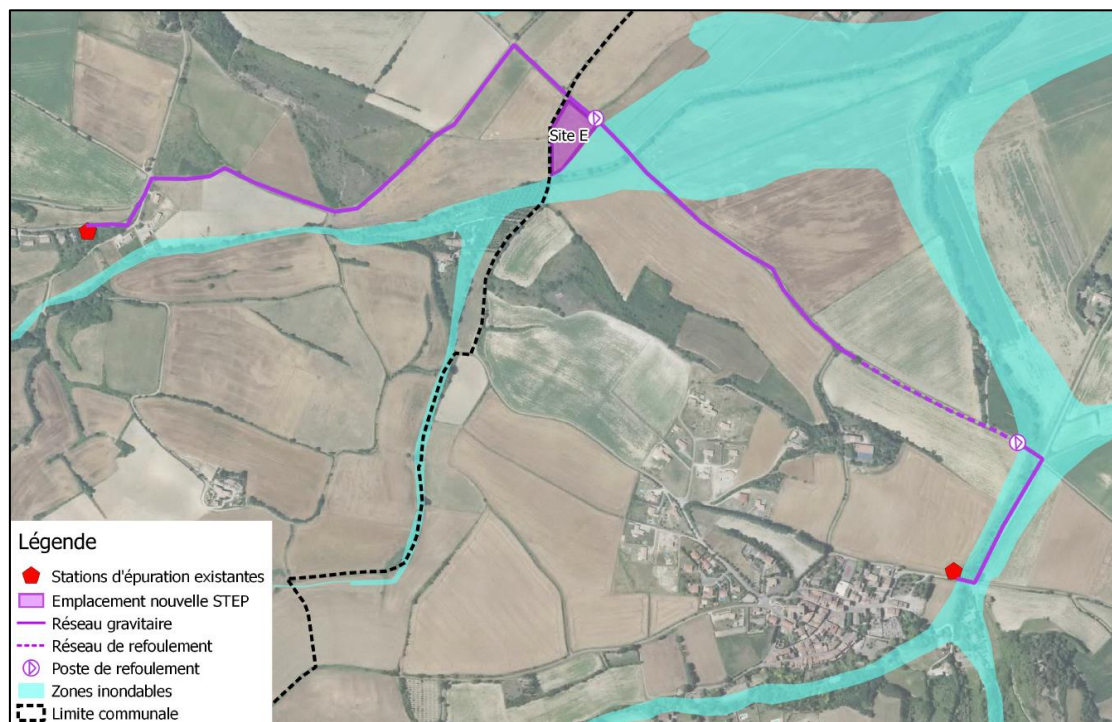 Site E
Légende
Stations d'épuration existantes
Emplacement nouvelle STEP
Réseau gravitaire
Réseau de refoulement
Poste de refoulement
Zones inondables
Limite communale